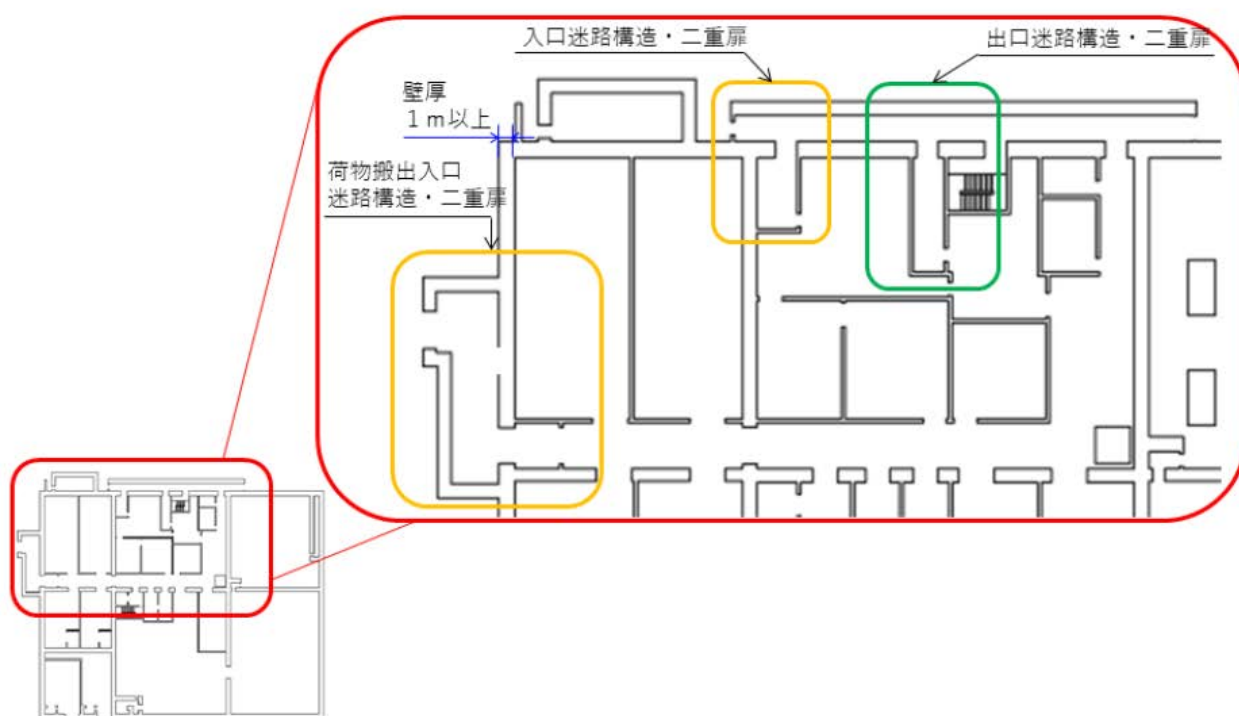 入口迷路構造・二重扉
出口迷路構造・二重扉
壁厚
１ｍ以上
荷物搬出入口
迷路構造・二重扉